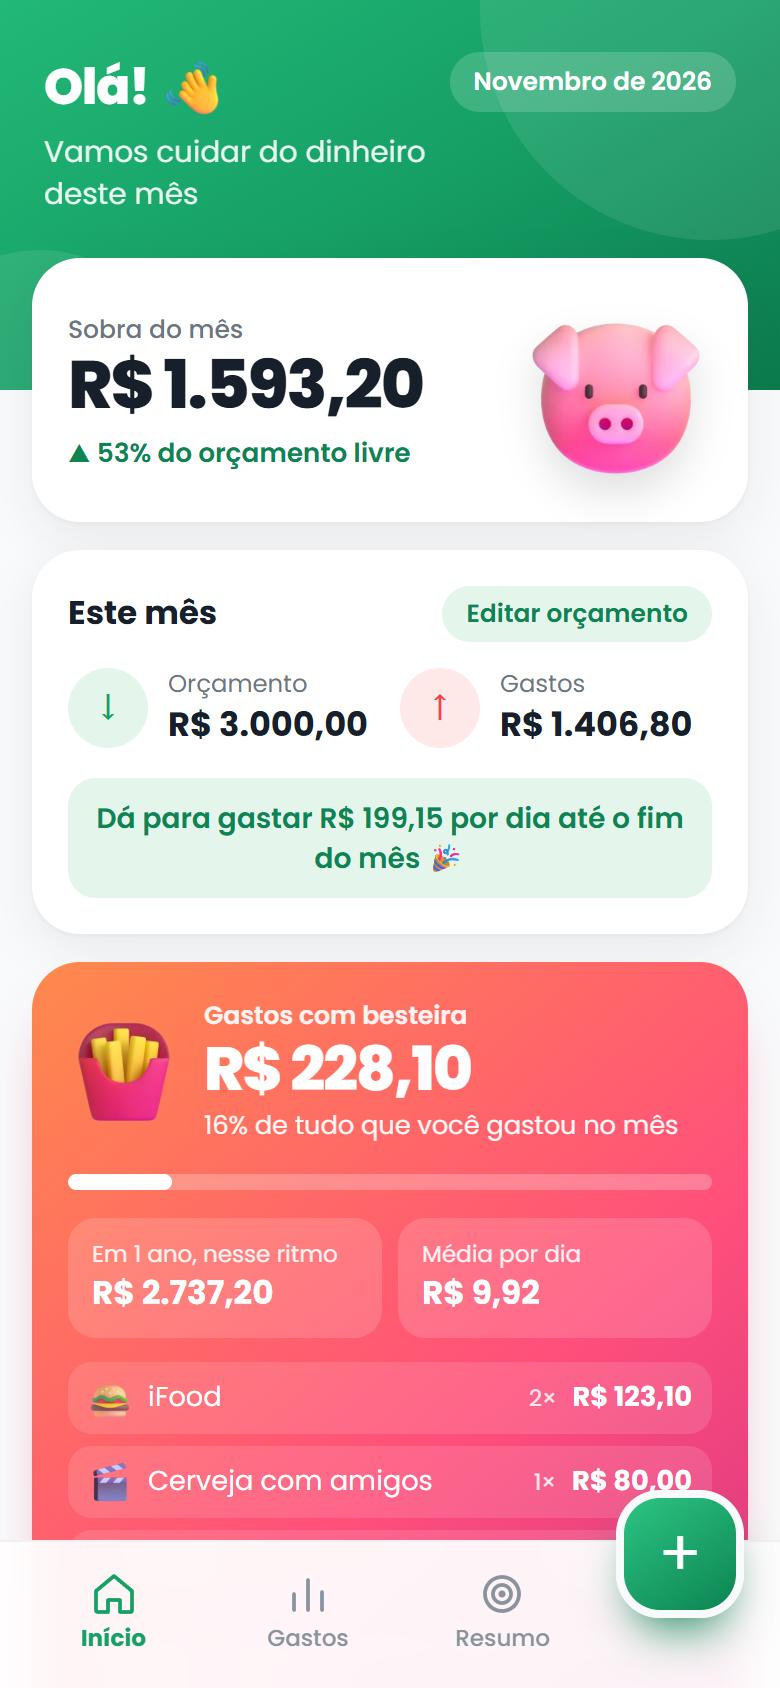 Olá! 👋
Novembro de 2026
Vamos cuidar do dinheiro
deste mês
Sobra do mês
R$ 1.593,20
▲ 53% do orçamento livre
Este mês
Editar orçamento
↓
Orçamento
R$ 3.000,00
↑
Gastos
R$ 1.406,80
Dá para gastar R$ 199,15 por dia até o fim
do mês 🎉
Gastos com besteira
R$ 228,10
16% de tudo que você gastou no mês
Em 1 ano, nesse ritmo
R$ 2.737,20
Média por dia
R$ 9,92
iFood 2× R$ 123,10
Cerveja com amigos 1× R$ 80,00
+
Início
Gastos
Resumo